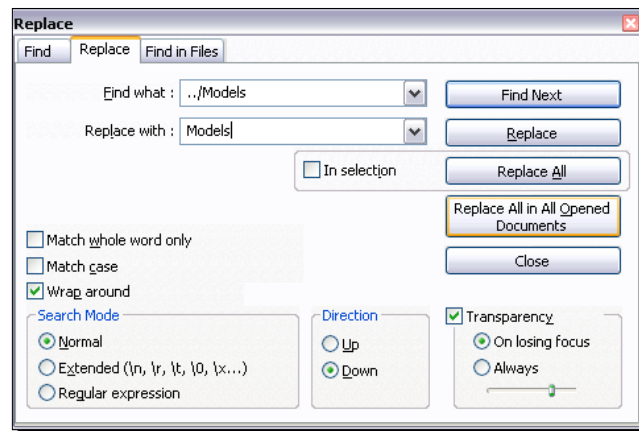 Replace
Find Replace Find in Files
Find what : ../Models Find Next
Replace with : Models Replace
In selection Replace All
Replace All in All Opened
Documents
Match whole word only
Match case Close
Wrap around
Search Mode Direction Transparency
Normal Up On losing focus
Extended (\n, \r, \t, \0, \x...) Down Always
Regular expression